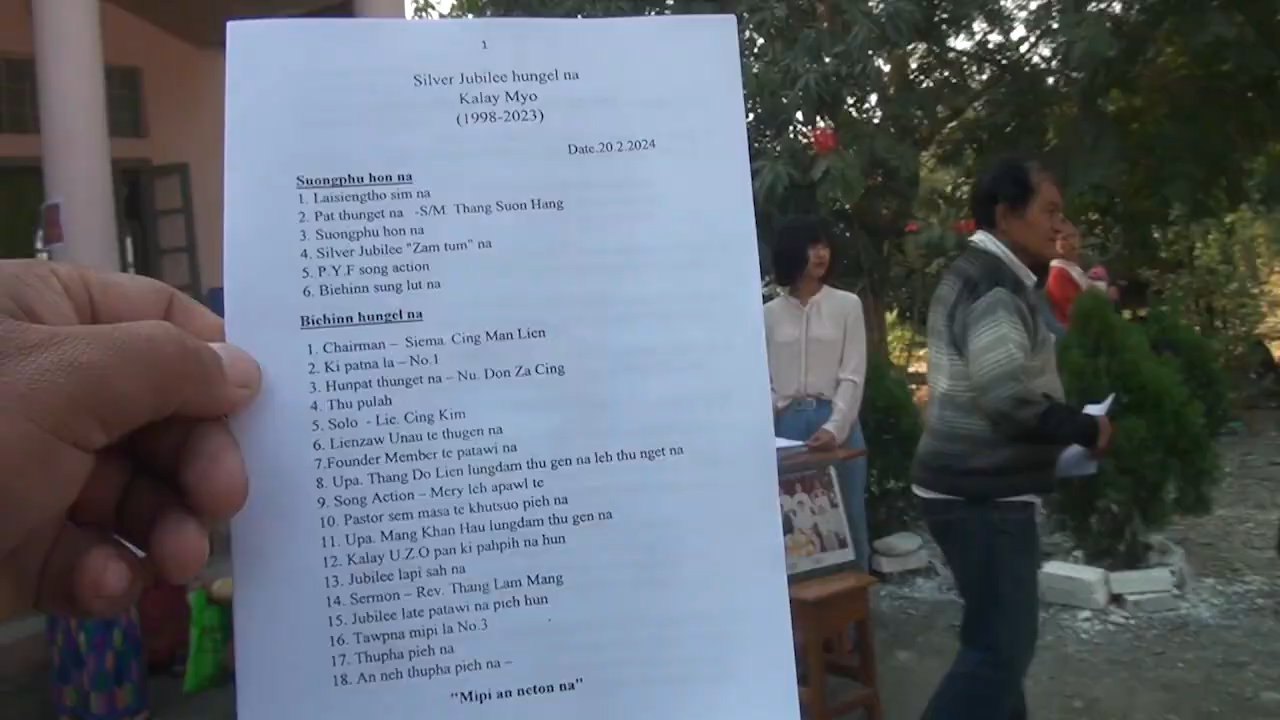 1
Silver Jubilee hungel na
Kalay Myo
(1998-2023)
Date.20.2.2024
Suongphu hon na
1. Laisiengtho sim na
2. Pat thunget na -S/M Thang Suon Hang
3. Suongphu hon na
4. Silver Jubilee "Zam tum" na
5. P.Y.F song action
6. Biehinn sung lut na
Biehinn hungel na
1. Chairman – Siema. Cing Man Lien
2. Ki patna la – No.1
3. Hunpat thunget na – Nu. Don Za Cing
4. Thu pulah
5. Solo - Lic. Cing Kim
6. Lienzaw Unau te thugen na
7.Founder Member te patawi na
8. Upa. Thang Do Lien lungdam thu gen na leh thu nget na
9. Song Action – Mery leh apawl te
10. Pastor sem masa te khutsuo pieh na
11. Upa. Mang Khan Hau lungdam thu gen na
12. Kalay U.Z.O pan ki pahpih na hun
13. Jubilee lapi sah na
14. Sermon – Rev. Thang Lam Mang
15. Jubilee late patawi na pieh hun
16. Tawpna mipi la No.3
17. Thupha pieh na
18. An neh thupha pieh na –
"Mipi an neton na"